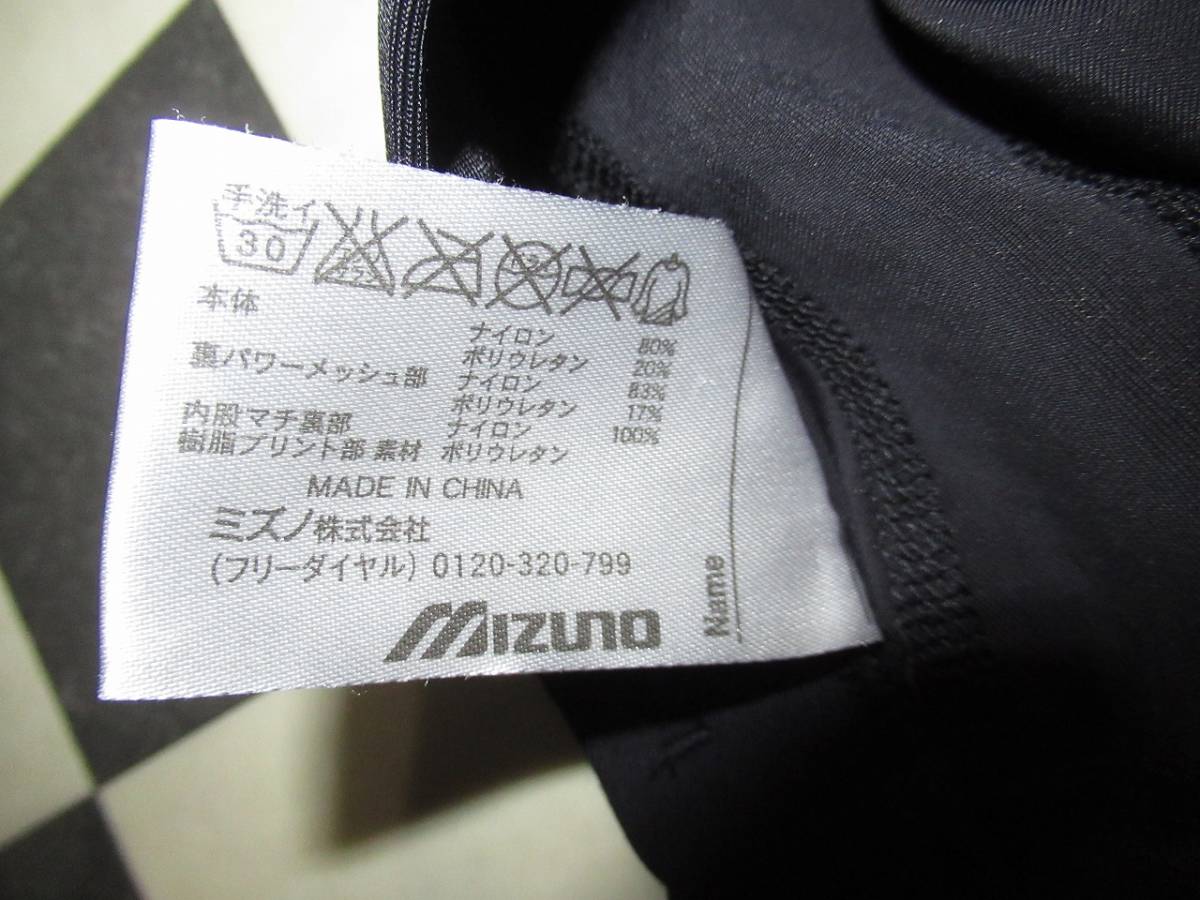 手洗イ
30
エンソ
本体 ナイロン 80%
ポリウレタン 20%
裏パワーメッシュ部 ナイロン 83%
ポリウレタン 17%
内股マチ裏部 ナイロン 100%
樹脂プリント部 素材 ポリウレタン
MADE IN CHINA
ミズノ株式会社
(フリーダイヤル) 0120-320-799
MIZUNO
Name